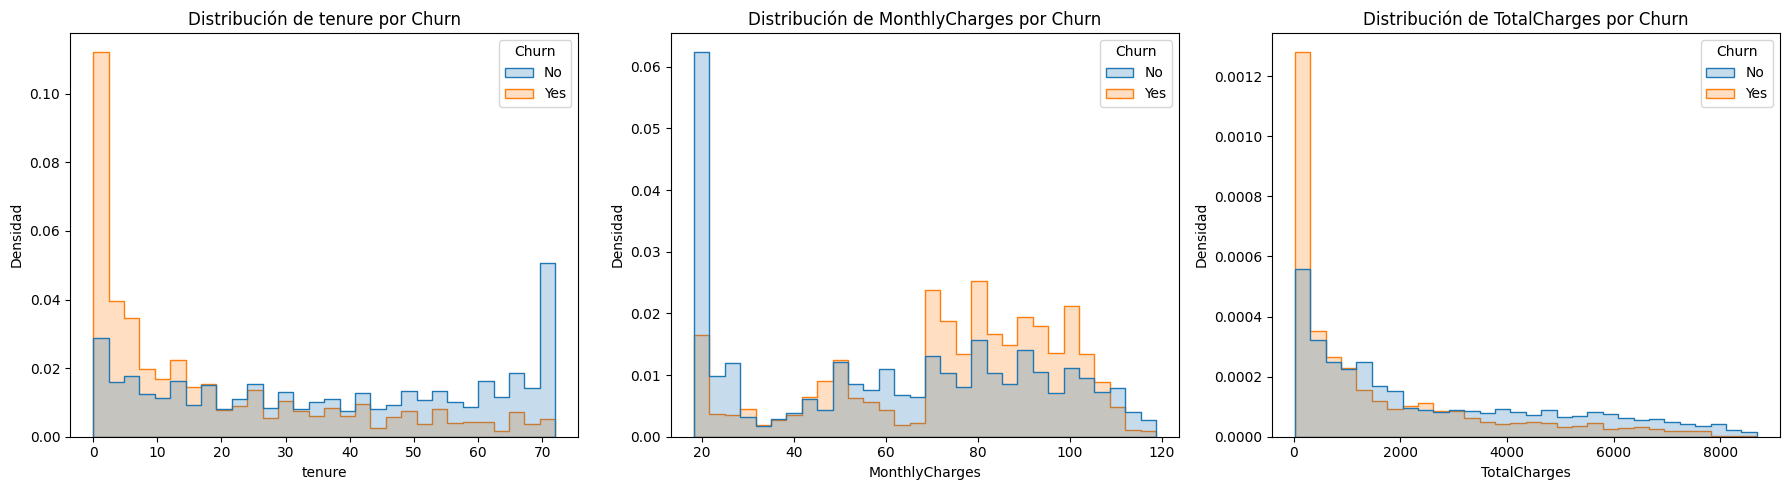 Distribución de tenure por Churn
Churn
No
Yes
Densidad
0.10
0.08
0.06
0.04
0.02
0.00
0
10
20
30
40
50
60
70
tenure
Distribución de MonthlyCharges por Churn
Churn
No
Yes
Densidad
0.06
0.05
0.04
0.03
0.02
0.01
0.00
20
40
60
80
100
120
MonthlyCharges
Distribución de TotalCharges por Churn
Churn
No
Yes
Densidad
0.0012
0.0010
0.0008
0.0006
0.0004
0.0002
0.0000
0
2000
4000
6000
8000
TotalCharges